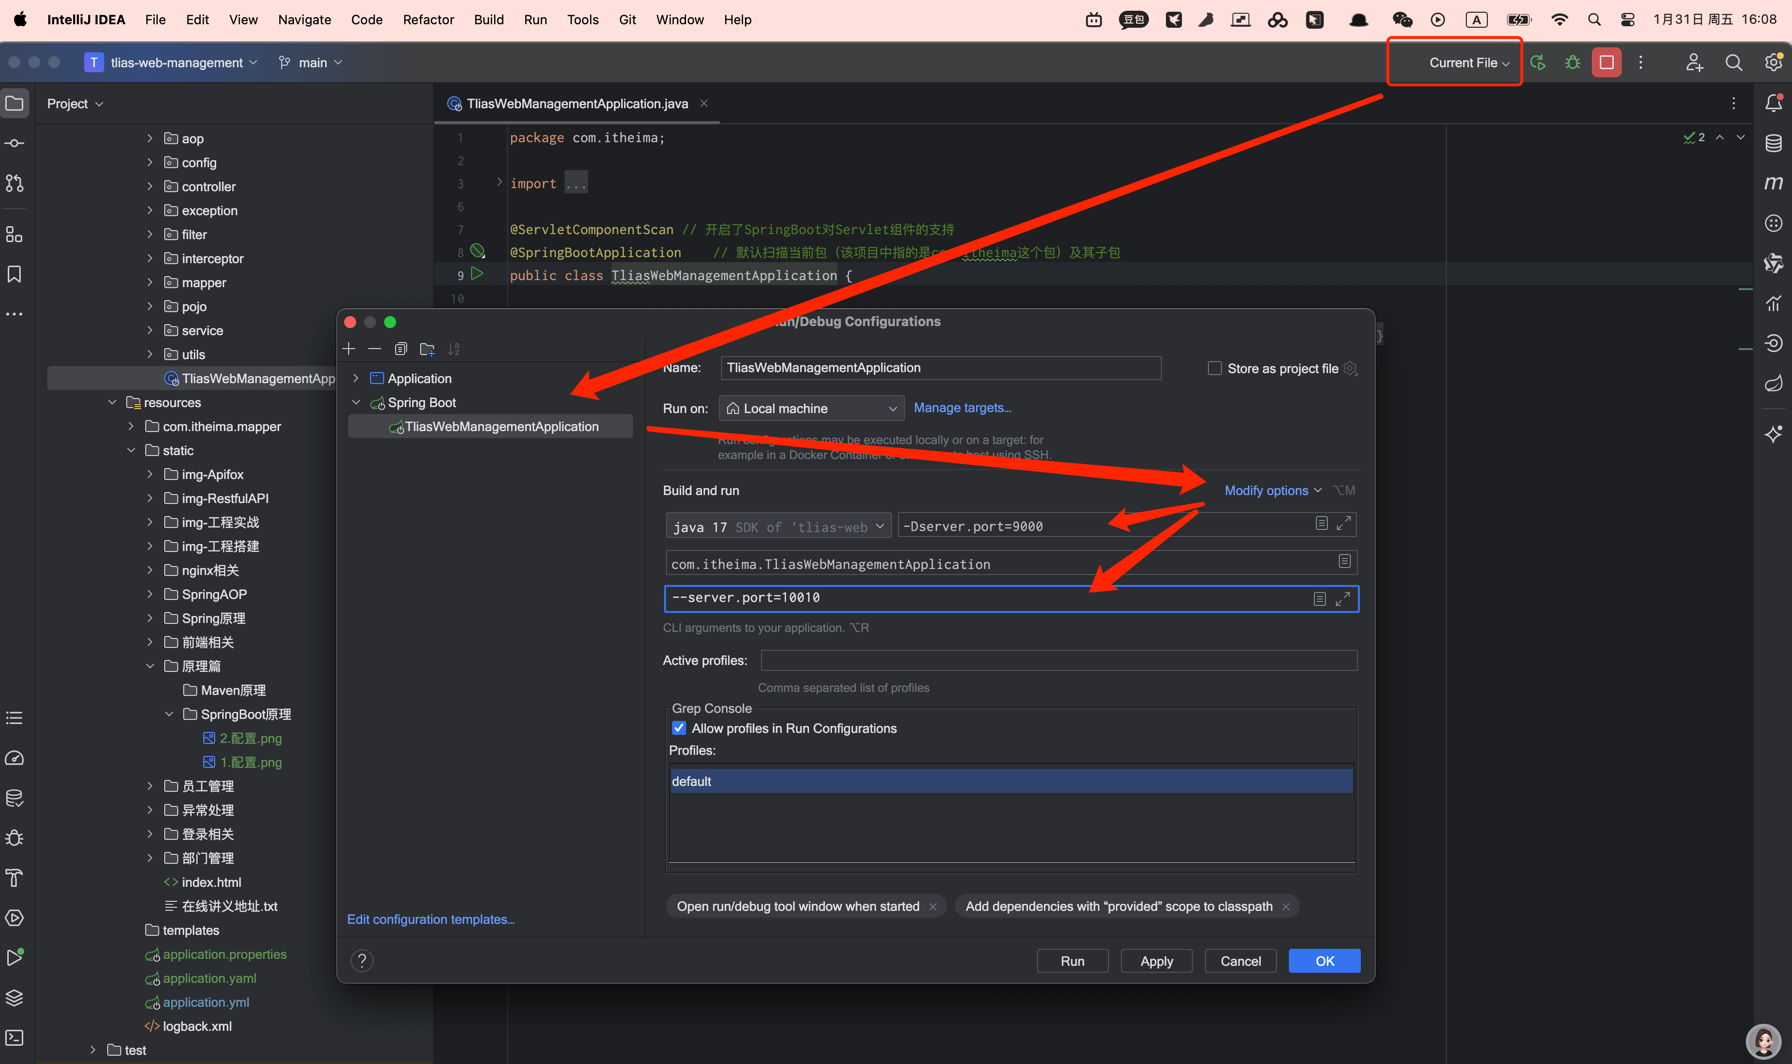 IntelliJ IDEA File Edit View Navigate Code Refactor Build Run Tools Git Window Help 豆包 A 1月31日 周五 16:08
T tlias-web-management main Current File
Project
TliasWebManagementApplication.java
aop
config
controller
exception
filter
interceptor
mapper
pojo
service
utils
TliasWebManagementApp
resources
com.itheima.mapper
static
img-Apifox
img-RestfulAPI
img-工程实战
img-工程搭建
nginx相关
SpringAOP
Spring原理
前端相关
原理篇
Maven原理
SpringBoot原理
2.配置.png
1.配置.png
员工管理
异常处理
登录相关
部门管理
index.html
在线讲义地址.txt
templates
application.properties
application.yaml
application.yml
logback.xml
test
1 package com.itheima;
2
3 import ...
6
7 @ServletComponentScan // 开启了SpringBoot对Servlet组件的支持
8 @SpringBootApplication // 默认扫描当前包（该项目中指的是com.itheima这个包）及其子包
9 public class TliasWebManagementApplication {
10
2
}
m
Run/Debug Configurations
Application
Spring Boot
TliasWebManagementApplication
Edit configuration templates...
Name: TliasWebManagementApplication Store as project file
Run on: Local machine Manage targets...
Run configurations may be executed locally or on a target: for
example in a Docker Container or on a remote host using SSH.
Build and run Modify options ⌥M
java 17 SDK of 'tlias-web -Dserver.port=9000
com.itheima.TliasWebManagementApplication
--server.port=10010
CLI arguments to your application. ⌥R
Active profiles:
Comma separated list of profiles
Grep Console
Allow profiles in Run Configurations
Profiles:
default
Open run/debug tool window when started Add dependencies with “provided” scope to classpath
? Run Apply Cancel OK